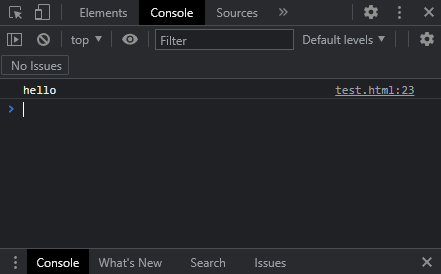 Elements Console Sources »
top Filter Default levels
No Issues
hello test.html:23
Console What's New Search Issues